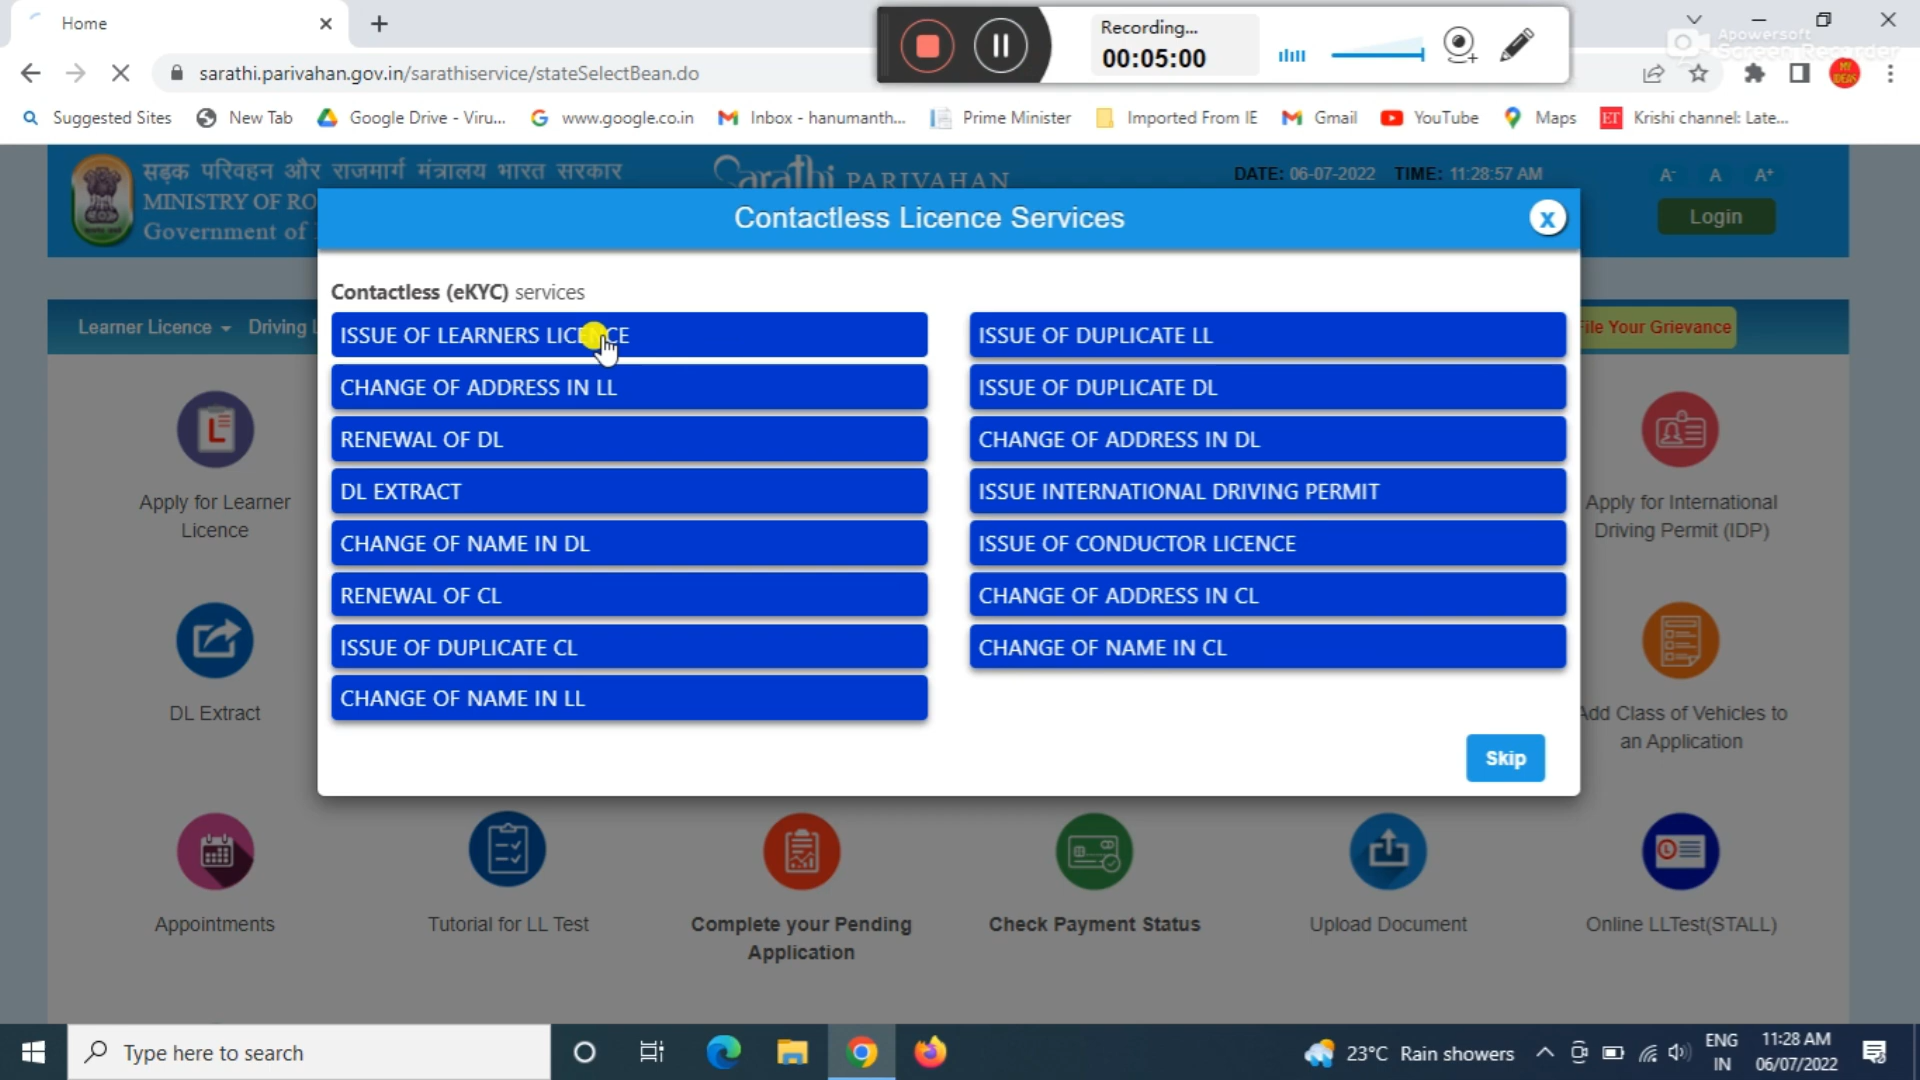 Home
Recording...
00:05:00
Apowersoft
Screen Recorder
sarathi.parivahan.gov.in/sarathiservice/stateSelectBean.do
MY IDEAS
Suggested Sites
New Tab
Google Drive - Viru...
www.google.co.in
Inbox - hanumanth...
Prime Minister
Imported From IE
Gmail
YouTube
Maps
ET
Krishi channel: Late...
सड़क परिवहन और राजमार्ग मंत्रालय भारत सरकार
MINISTRY OF RO
Government of
Sarathi PARIVAHAN
DATE: 06-07-2022 TIME: 11:28:57 AM
A- A A+
Login
Contactless Licence Services
x
Learner Licence
Driving L
File Your Grievance
Contactless (eKYC) services
ISSUE OF LEARNERS LICENCE
ISSUE OF DUPLICATE LL
CHANGE OF ADDRESS IN LL
ISSUE OF DUPLICATE DL
RENEWAL OF DL
CHANGE OF ADDRESS IN DL
DL EXTRACT
ISSUE INTERNATIONAL DRIVING PERMIT
CHANGE OF NAME IN DL
ISSUE OF CONDUCTOR LICENCE
RENEWAL OF CL
CHANGE OF ADDRESS IN CL
ISSUE OF DUPLICATE CL
CHANGE OF NAME IN CL
CHANGE OF NAME IN LL
Skip
L
Apply for Learner
Licence
Apply for International
Driving Permit (IDP)
DL Extract
Add Class of Vehicles to
an Application
Appointments
Tutorial for LL Test
Complete your Pending
Application
Check Payment Status
Upload Document
Online LLTest(STALL)
Type here to search
23°C Rain showers
ENG
IN
11:28 AM
06/07/2022